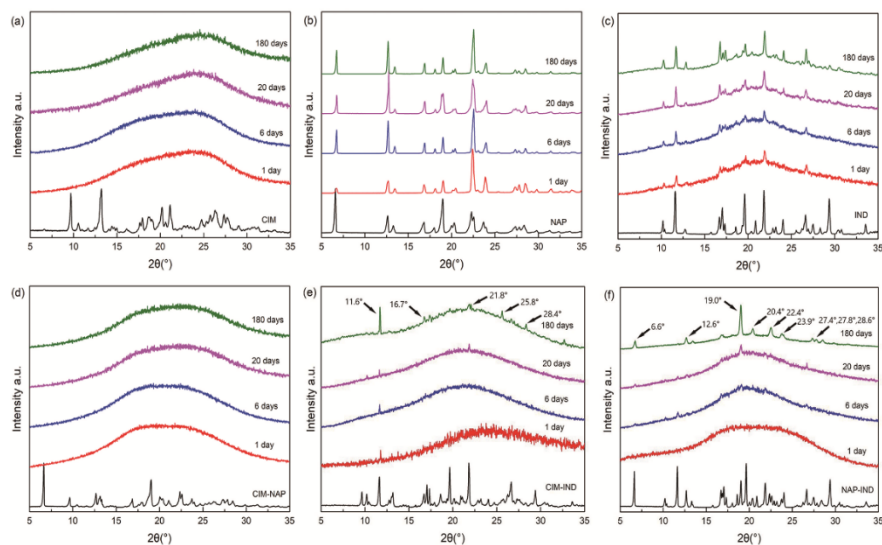 (a)
180 days
20 days
6 days
1 day
CIM
Intensity a.u.
5 10 15 20 25 30 35
2θ(°)
(b)
180 days
20 days
6 days
1 day
NAP
Intensity a.u.
5 10 15 20 25 30 35
2θ(°)
(c)
180 days
20 days
6 days
1 day
IND
Intensity a.u.
5 10 15 20 25 30 35
2θ(°)
(d)
180 days
20 days
6 days
1 day
CIM-NAP
Intensity a.u.
5 10 15 20 25 30 35
2θ(°)
(e)
11.6° 16.7° 21.8° 25.8° 28.4°
180 days
20 days
6 days
1 day
CIM-IND
Intensity a.u.
5 10 15 20 25 30 35
2θ(°)
(f)
6.6° 12.6° 19.0° 20.4° 22.4° 23.9° 27.4°,27.8°,28.6°
180 days
20 days
6 days
1 day
NAP-IND
Intensity a.u.
5 10 15 20 25 30 35
2θ(°)